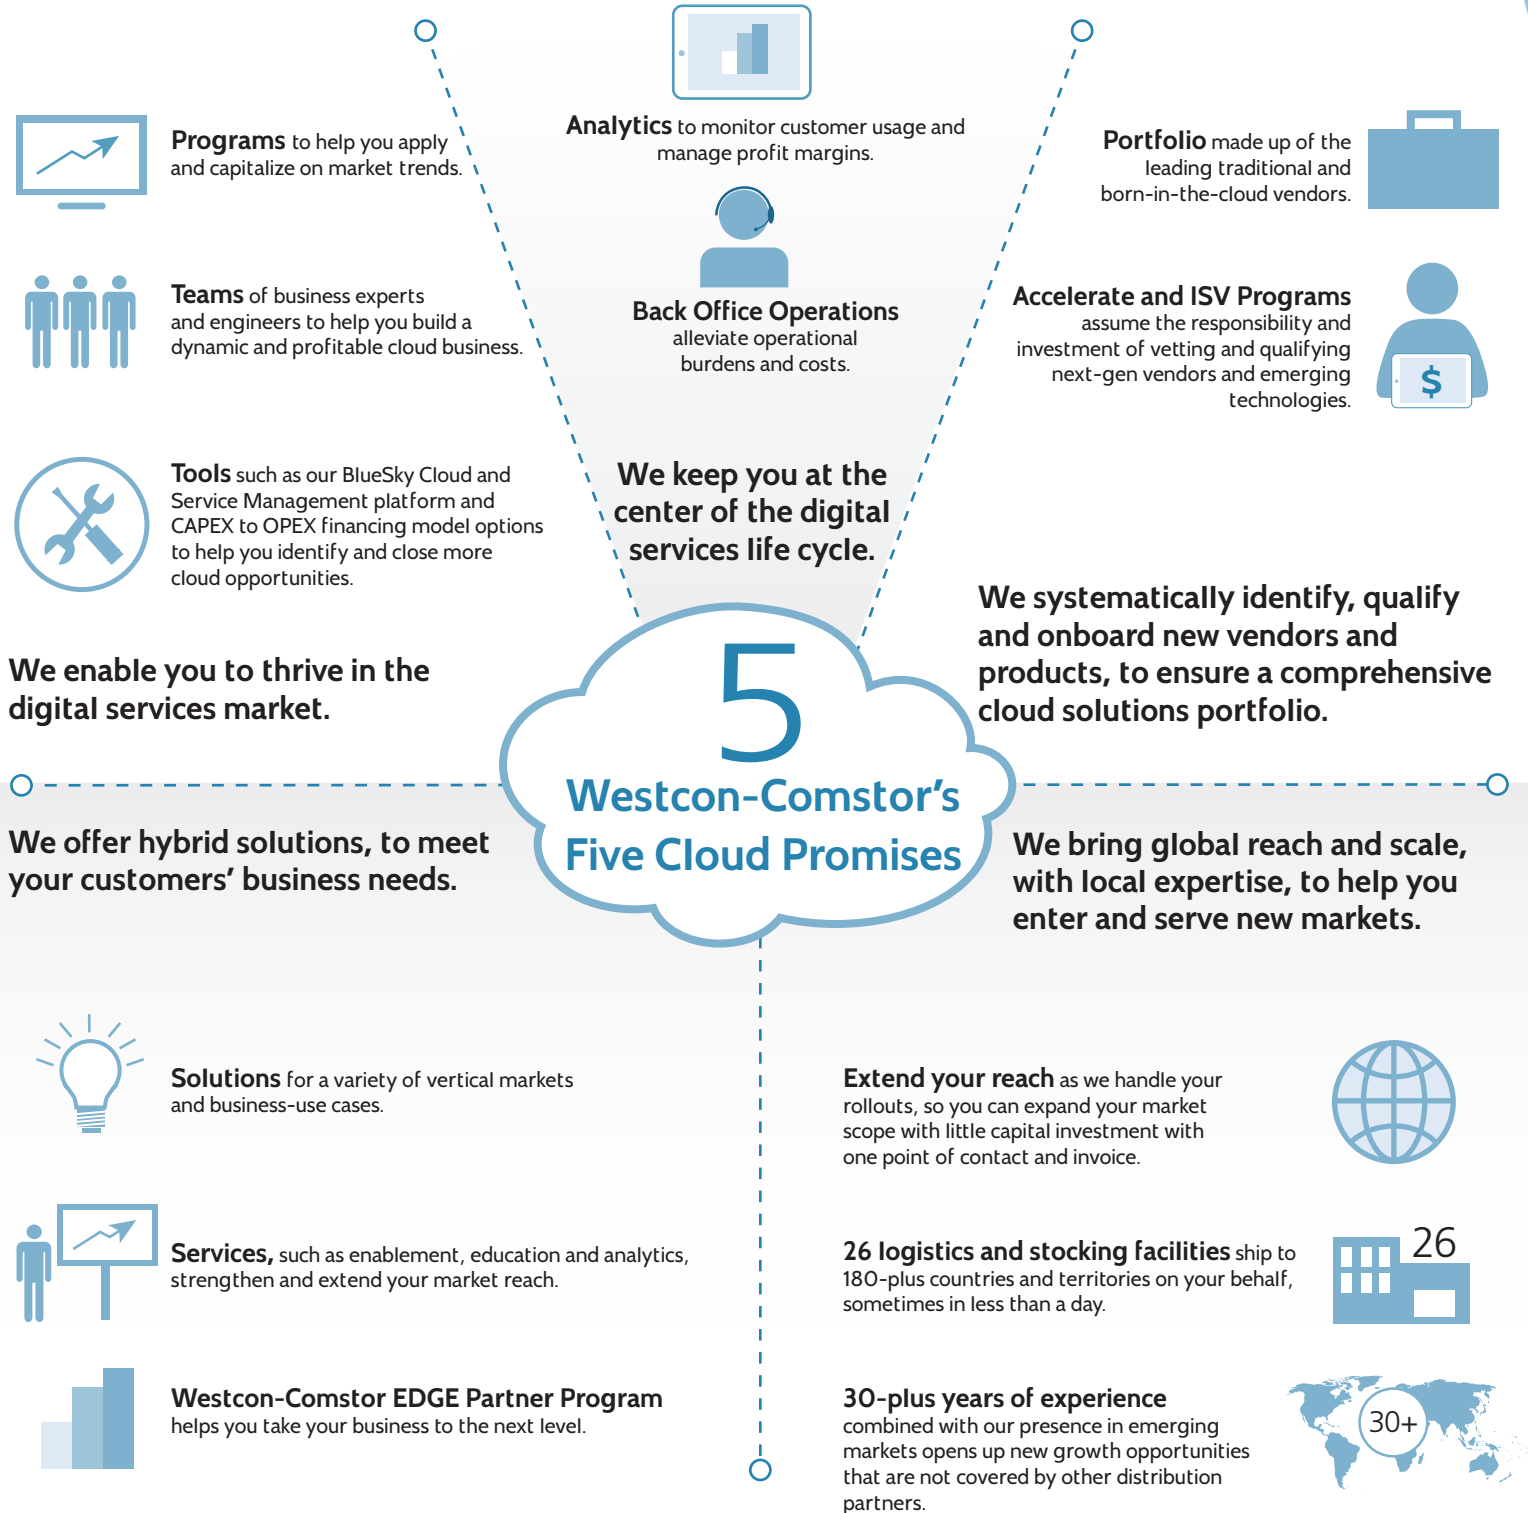 Programs to help you apply
and capitalize on market trends.
Teams of business experts
and engineers to help you build a
dynamic and profitable cloud business.
Tools such as our BlueSky Cloud and
Service Management platform and
CAPEX to OPEX financing model options
to help you identify and close more
cloud opportunities.
We enable you to thrive in the
digital services market.
Analytics to monitor customer usage and
manage profit margins.
Back Office Operations
alleviate operational
burdens and costs.
We keep you at the
center of the digital
services life cycle.
Portfolio made up of the
leading traditional and
born-in-the-cloud vendors.
Accelerate and ISV Programs
assume the responsibility and
investment of vetting and qualifying
next-gen vendors and emerging
technologies.
$
We systematically identify, qualify
and onboard new vendors and
products, to ensure a comprehensive
cloud solutions portfolio.
5
Westcon-Comstor's
Five Cloud Promises
We offer hybrid solutions, to meet
your customers' business needs.
Solutions for a variety of vertical markets
and business-use cases.
Services, such as enablement, education and analytics,
strengthen and extend your market reach.
Westcon-Comstor EDGE Partner Program
helps you take your business to the next level.
We bring global reach and scale,
with local expertise, to help you
enter and serve new markets.
Extend your reach as we handle your
rollouts, so you can expand your market
scope with little capital investment with
one point of contact and invoice.
26 logistics and stocking facilities ship to
180-plus countries and territories on your behalf,
sometimes in less than a day.
26
30-plus years of experience
combined with our presence in emerging
markets opens up new growth opportunities
that are not covered by other distribution
partners.
30+